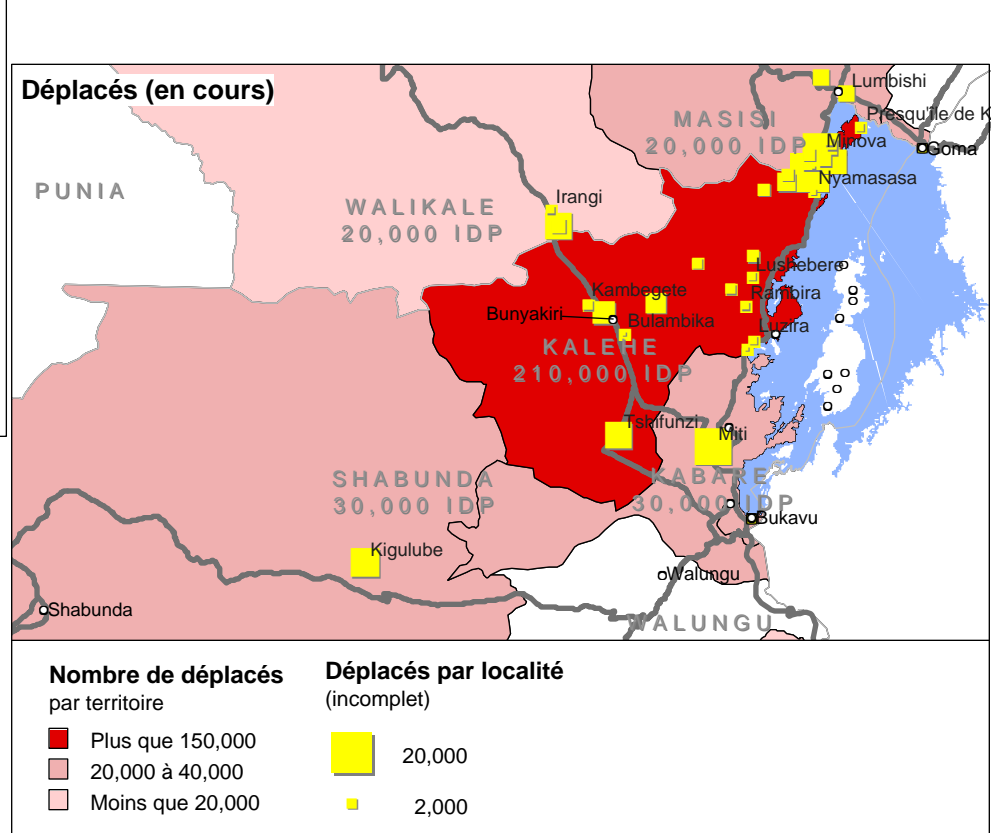 Déplacés (en cours)
Lumbishi
Presqu'île de K
MASISI
20,000 IDP
Minova
Goma
PUNIA
Nyamasasa
Irangi
WALIKALE
20,000 IDP
Lushebere
Kambegete
Rambira
Bunyakiri
Bulambika
Luzira
KALEHE
210,000 IDP
Tshifunzi
Miti
SHABUNDA
30,000 IDP
KABARE
30,000 IDP
Bukavu
Kigulube
Walungu
Shabunda
WALUNGU
Nombre de déplacés
par territoire
Plus que 150,000
20,000 à 40,000
Moins que 20,000
Déplacés par localité
(incomplet)
20,000
2,000